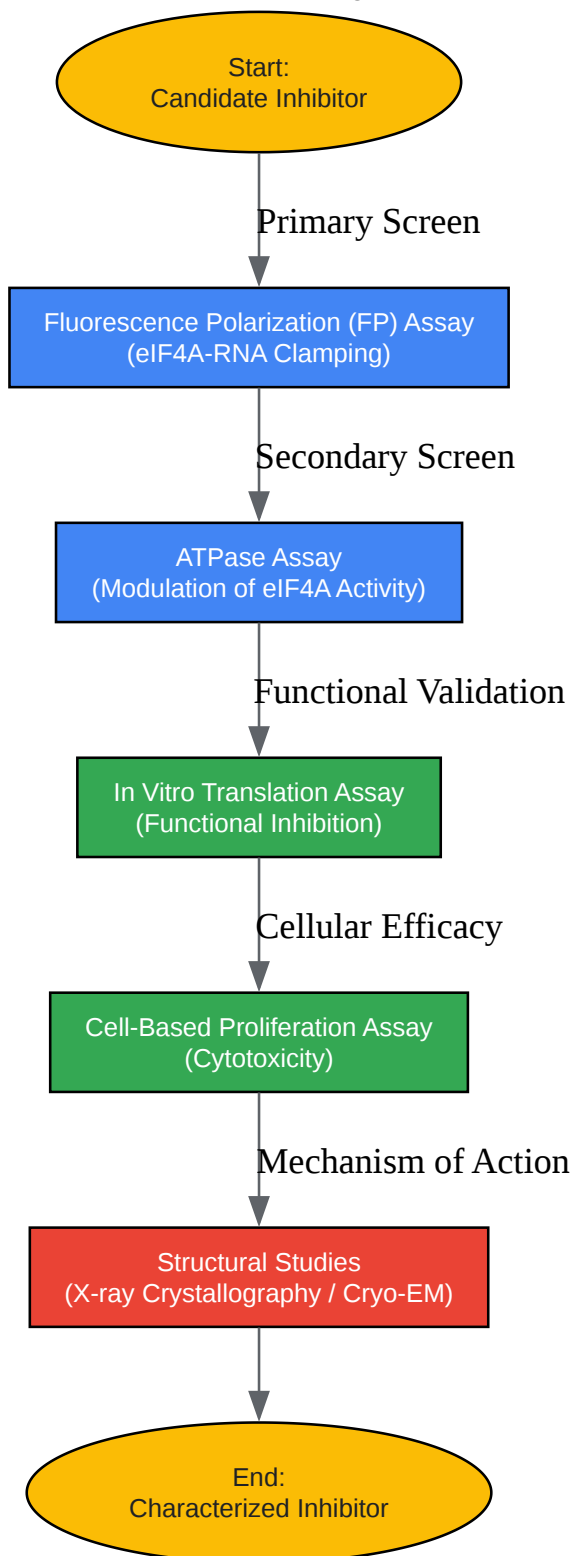 Start:
Candidate Inhibitor
Primary Screen
Fluorescence Polarization (FP) Assay
(eIF4A-RNA Clamping)
Secondary Screen
ATPase Assay
(Modulation of eIF4A Activity)
Functional Validation
In Vitro Translation Assay
(Functional Inhibition)
Cellular Efficacy
Cell-Based Proliferation Assay
(Cytotoxicity)
Mechanism of Action
Structural Studies
(X-ray Crystallography / Cryo-EM)
End:
Characterized Inhibitor